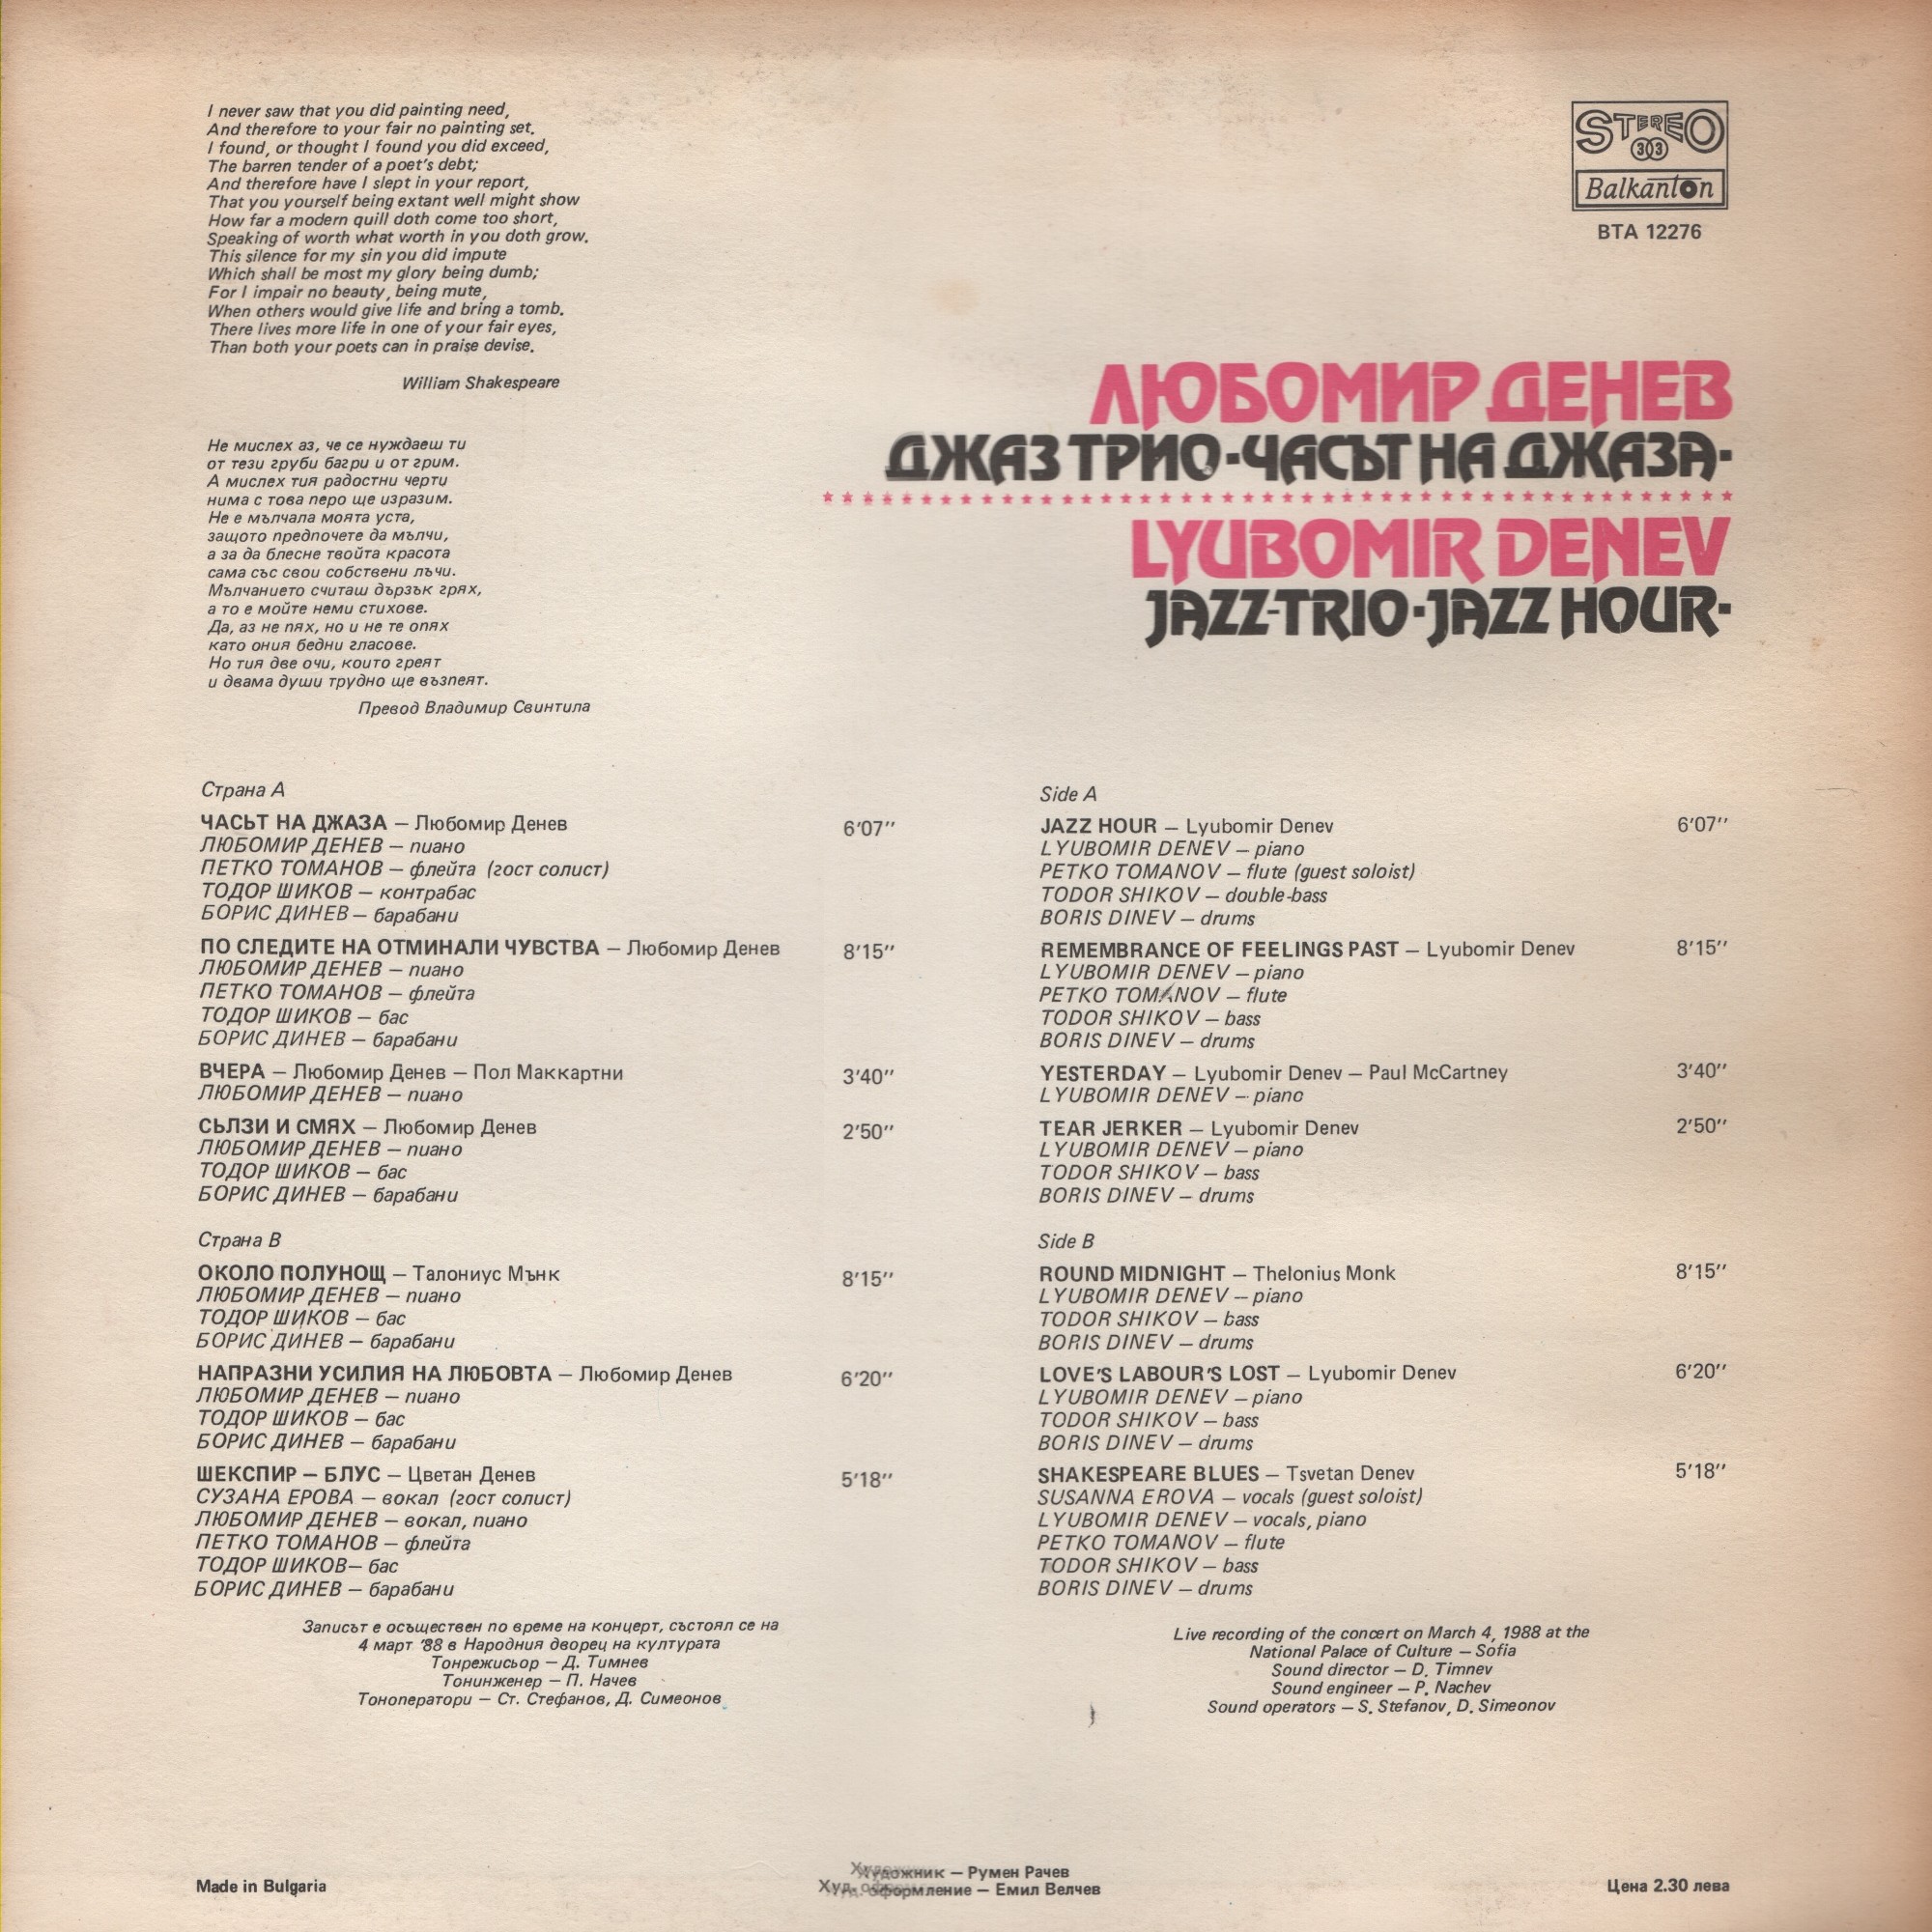 I never saw that you did painting need,
And therefore to your fair no painting set.
I found, or thought I found you did exceed,
The barren tender of a poet's debt;
And therefore have I slept in your report,
That you yourself being extant well might show
How far a modern quill doth come too short,
Speaking of worth what worth in you doth grow.
This silence for my sin you did impute
Which shall be most my glory being dumb;
For I impair no beauty, being mute,
When others would give life and bring a tomb.
There lives more life in one of your fair eyes,
Than both your poets can in praise devise.
William Shakespeare
STEREO
33
Balkanton
BTA 12276
Не мислех аз, че се нуждаеш ти
от тези груби багри и от грим.
А мислех тия радостни черти
нима с това перо ще изразим.
Не е мълчала моята уста,
защото предпочете да мълчи,
а за да блесне твойта красота
сама със свои собствени лъчи.
Мълчанието считаш дързък грях,
а то е мойте неми стихове.
Да, аз не пях, но и не те опях
като ония бедни гласове.
Но тия две очи, които греят
и двама души трудно ще възпеят.
Превод Владимир Свинтила
ЛЮБОМИР ДЕНЕВ
ДЖАЗ ТРИО·ЧАСЪТ НА ДЖАЗА·
LYUBOMIR DENEV
JAZZ-TRIO·JAZZ HOUR·
Страна А
ЧАСЪТ НА ДЖАЗА — Любомир Денев 6'07''
ЛЮБОМИР ДЕНЕВ — пиано
ПЕТКО ТОМАНОВ — флейта (гост солист)
ТОДОР ШИКОВ — контрабас
БОРИС ДИНЕВ — барабани
ПО СЛЕДИТЕ НА ОТМИНАЛИ ЧУВСТВА — Любомир Денев 8'15''
ЛЮБОМИР ДЕНЕВ — пиано
ПЕТКО ТОМАНОВ — флейта
ТОДОР ШИКОВ — бас
БОРИС ДИНЕВ — барабани
ВЧЕРА — Любомир Денев — Пол Маккартни 3'40''
ЛЮБОМИР ДЕНЕВ — пиано
СЬЛЗИ И СМЯХ — Любомир Денев 2'50''
ЛЮБОМИР ДЕНЕВ — пиано
ТОДОР ШИКОВ — бас
БОРИС ДИНЕВ — барабани
Страна В
ОКОЛО ПОЛУНОЩ — Талониус Мънк 8'15''
ЛЮБОМИР ДЕНЕВ — пиано
ТОДОР ШИКОВ — бас
БОРИС ДИНЕВ — барабани
НАПРАЗНИ УСИЛИЯ НА ЛЮБОВТА — Любомир Денев 6'20''
ЛЮБОМИР ДЕНЕВ — пиано
ТОДОР ШИКОВ — бас
БОРИС ДИНЕВ — барабани
ШЕКСПИР — БЛУС — Цветан Денев 5'18''
СУЗАНА ЕРОВА — вокал (гост солист)
ЛЮБОМИР ДЕНЕВ — вокал, пиано
ПЕТКО ТОМАНОВ — флейта
ТОДОР ШИКОВ— бас
БОРИС ДИНЕВ — барабани
Записът е осъществен по време на концерт, състоял се на
4 март '88 в Народния дворец на културата
Тонрежисьор — Д. Тимнев
Тонинженер — П. Начев
Тоноператори — Ст. Стефанов, Д. Симеонов
Side A
JAZZ HOUR — Lyubomir Denev 6'07''
LYUBOMIR DENEV — piano
PETKO TOMANOV — flute (guest soloist)
TODOR SHIKOV — double-bass
BORIS DINEV — drums
REMEMBRANCE OF FEELINGS PAST — Lyubomir Denev 8'15''
LYUBOMIR DENEV — piano
PETKO TOMANOV — flute
TODOR SHIKOV — bass
BORIS DINEV — drums
YESTERDAY — Lyubomir Denev — Paul McCartney 3'40''
LYUBOMIR DENEV — piano
TEAR JERKER — Lyubomir Denev 2'50''
LYUBOMIR DENEV — piano
TODOR SHIKOV — bass
BORIS DINEV — drums
Side B
ROUND MIDNIGHT — Thelonius Monk 8'15''
LYUBOMIR DENEV — piano
TODOR SHIKOV — bass
BORIS DINEV — drums
LOVE'S LABOUR'S LOST — Lyubomir Denev 6'20''
LYUBOMIR DENEV — piano
TODOR SHIKOV — bass
BORIS DINEV — drums
SHAKESPEARE BLUES — Tsvetan Denev 5'18''
SUSANNA EROVA — vocals (guest soloist)
LYUBOMIR DENEV — vocals, piano
PETKO TOMANOV — flute
TODOR SHIKOV — bass
BORIS DINEV — drums
Live recording of the concert on March 4, 1988 at the
National Palace of Culture — Sofia
Sound director — D. Timnev
Sound engineer — P. Nachev
Sound operators — S. Stefanov, D. Simeonov
Made in Bulgaria
Художник — Румен Рачев
Худ. оформление — Емил Велчев
Цена 2.30 лева